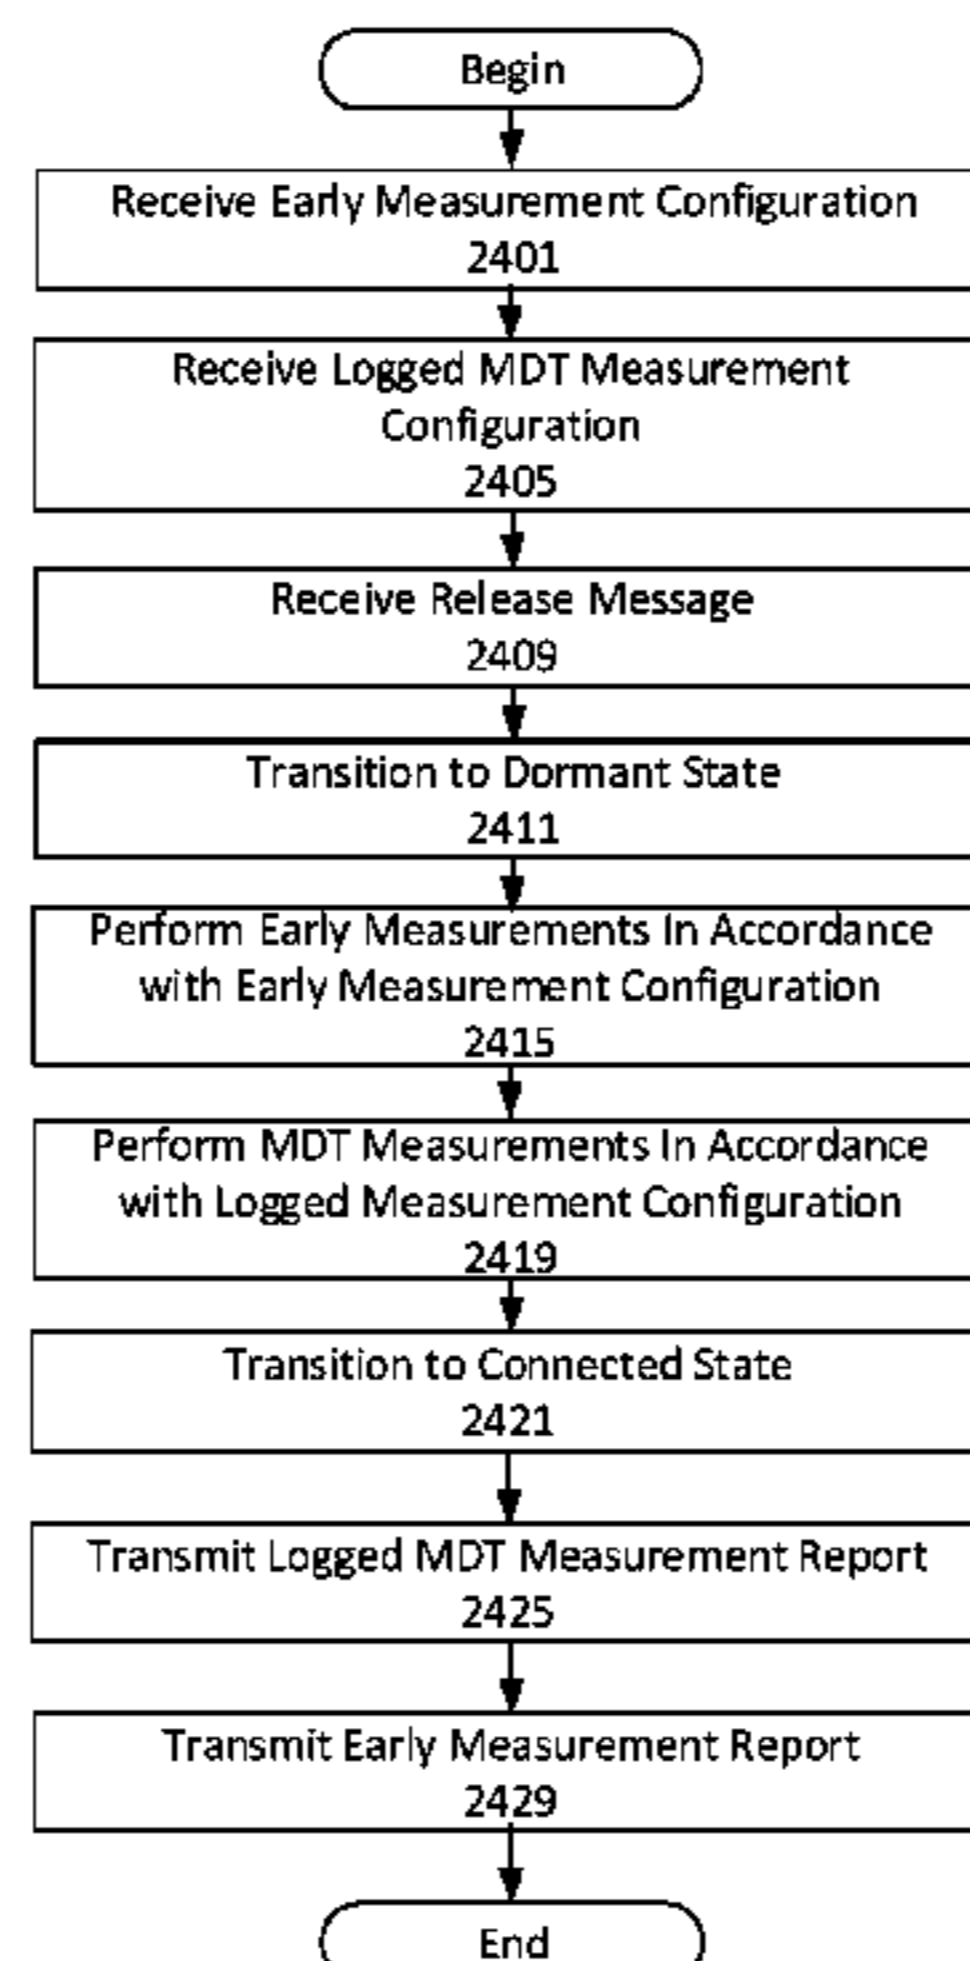 Begin
Receive Early Measurement Configuration
2401
Receive Logged MDT Measurement
Configuration
2405
Receive Release Message
2409
Transition to Dormant State
2411
Perform Early Measurements In Accordance
with Early Measurement Configuration
2415
Perform MDT Measurements In Accordance
with Logged Measurement Configuration
2419
Transition to Connected State
2421
Transmit Logged MDT Measurement Report
2425
Transmit Early Measurement Report
2429
End